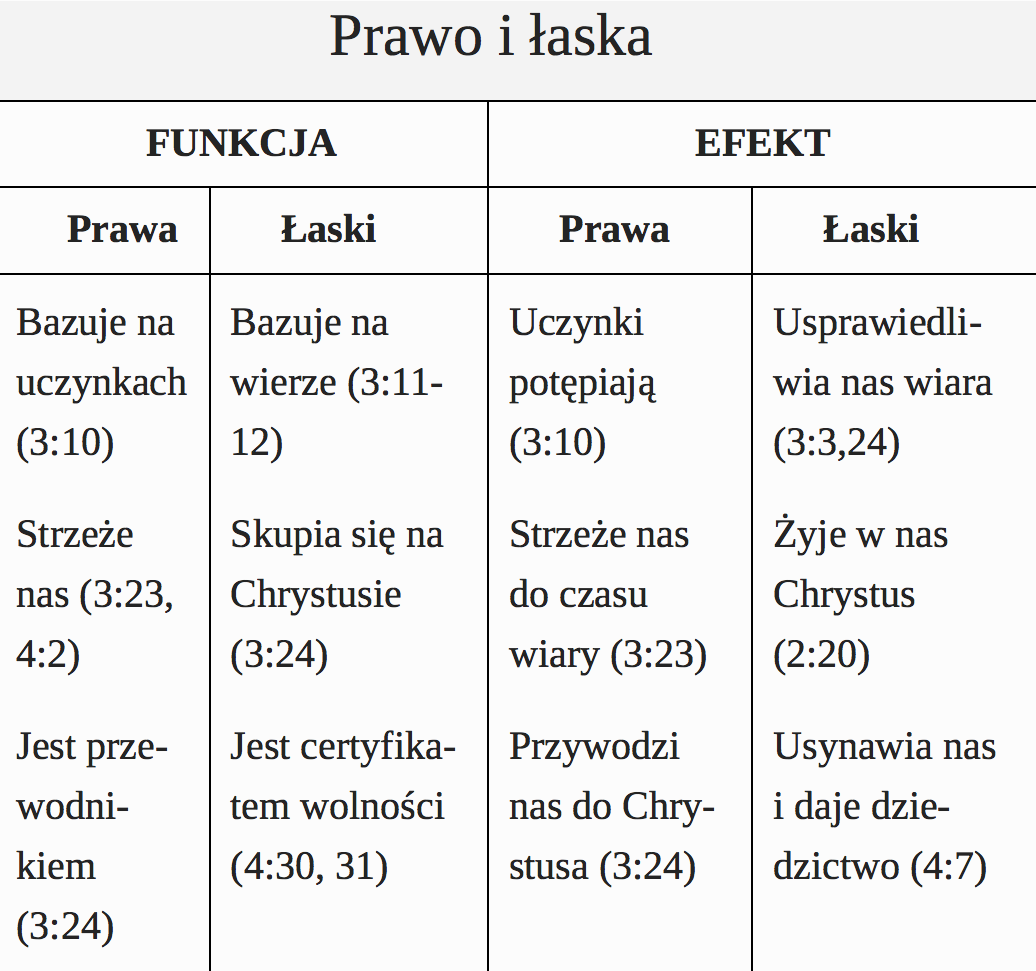 Prawo i łaska
FUNKCJA
EFEKT
Prawa
Łaski
Prawa
Łaski
Bazuje na
uczynkach
(3:10)
Bazuje na
wierze (3:11-
12)
Uczynki
potępiają
(3:10)
Usprawiedli-
wia nas wiara
(3:3,24)
Strzeże
nas (3:23,
4:2)
Skupia się na
Chrystusie
(3:24)
Strzeże nas
do czasu
wiary (3:23)
Żyje w nas
Chrystus
(2:20)
Jest prze-
wodni-
kiem
(3:24)
Jest certyfika-
tem wolności
(4:30, 31)
Przywodzi
nas do Chry-
stusa (3:24)
Usynawia nas
i daje dzie-
dzictwo (4:7)